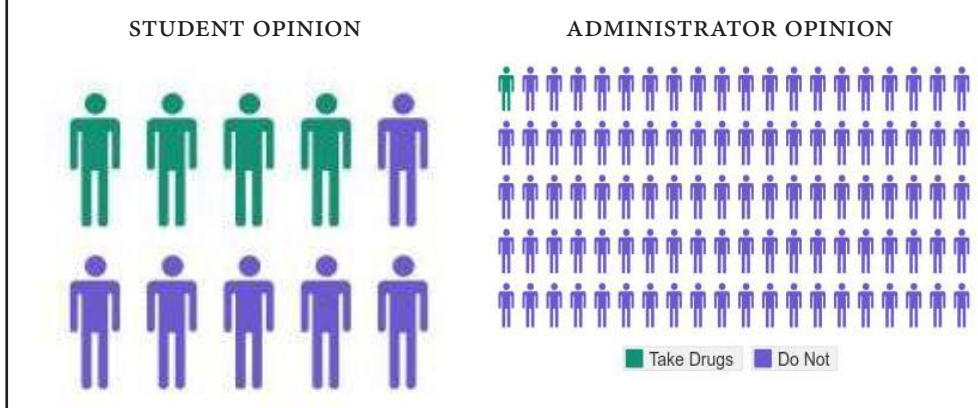 STUDENT OPINION
ADMINISTRATOR OPINION
Take Drugs
Do Not